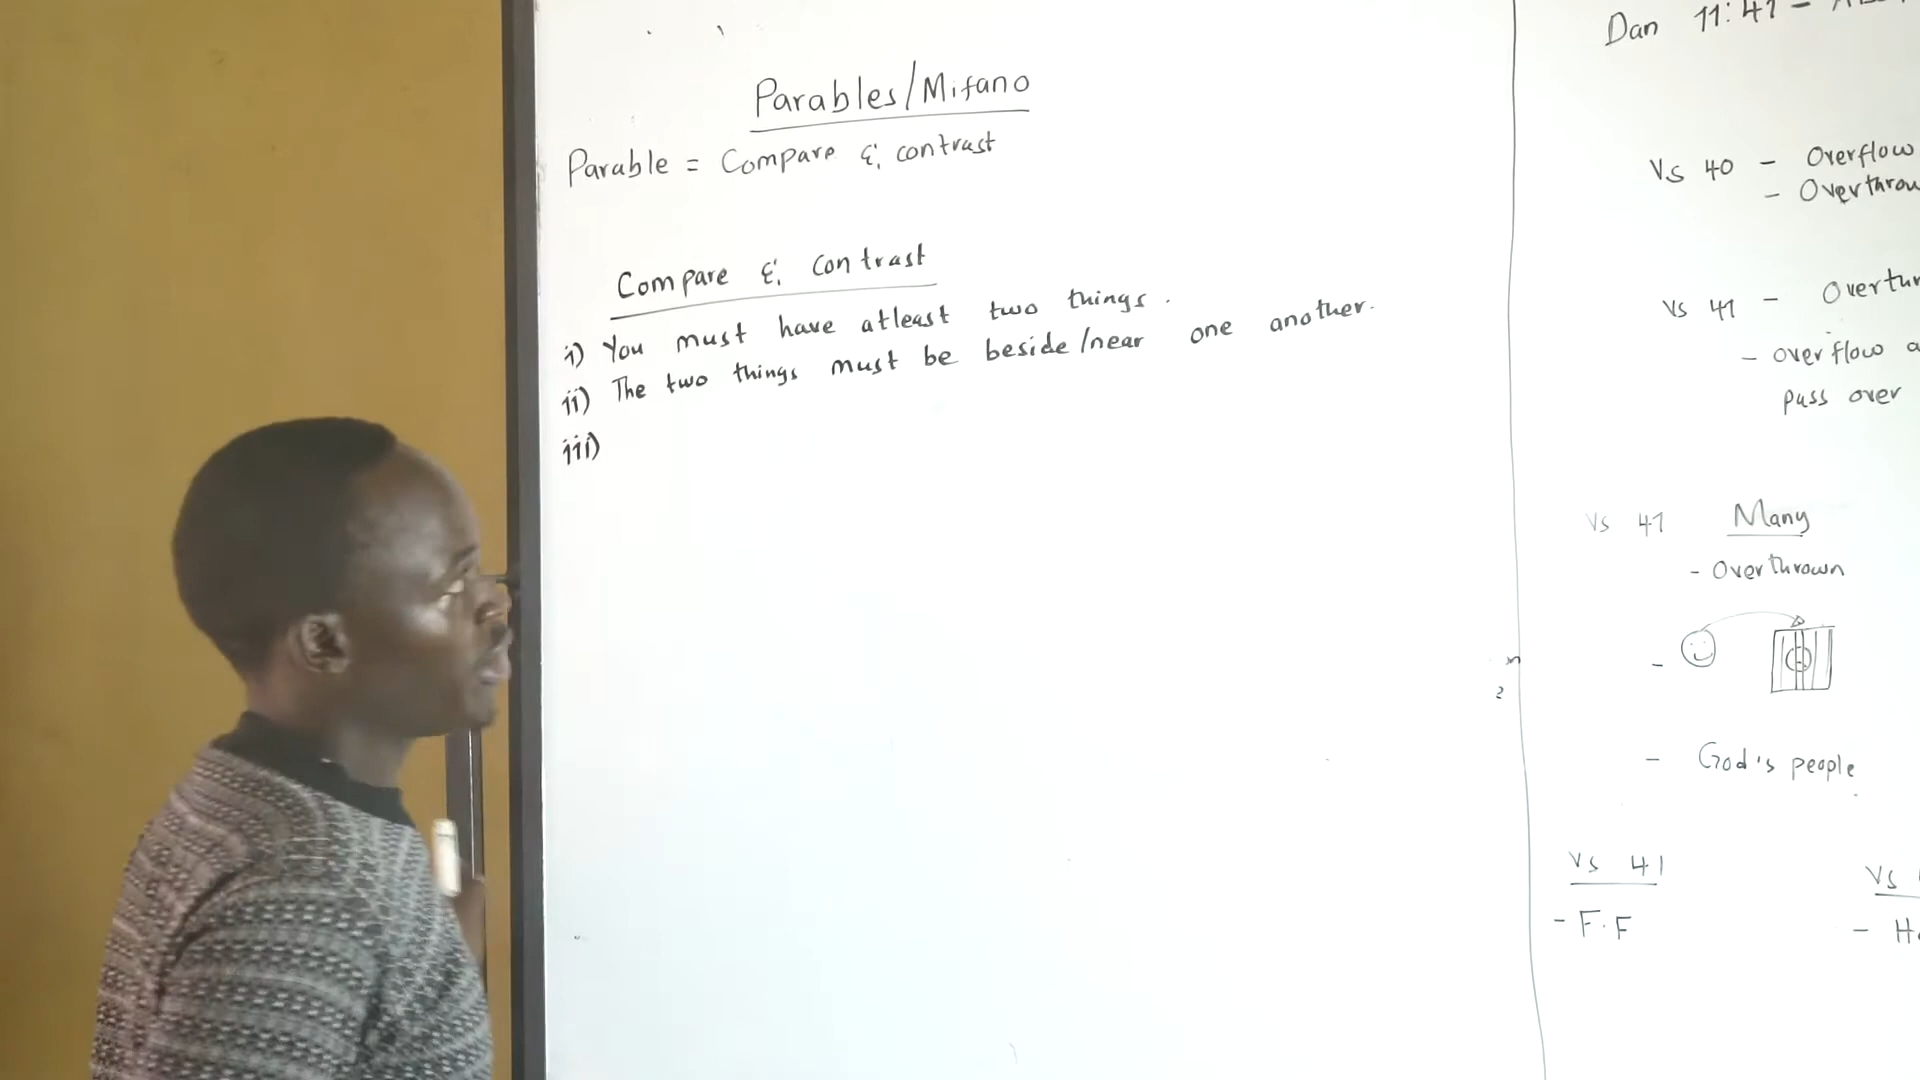 Parables/Mifano
Parable = Compare & contrast
Compare & contrast
i) You must have atleast two things.
ii) The two things must be beside/near one another.
iii)
Dan 11:41 -
Vs 40 - Overflow
- Overthrow
Vs 41 -
- overflow
pass over
Vs 41 Many
- Overthrown
-
- God's people
Vs 41
- F.F
Vs
-